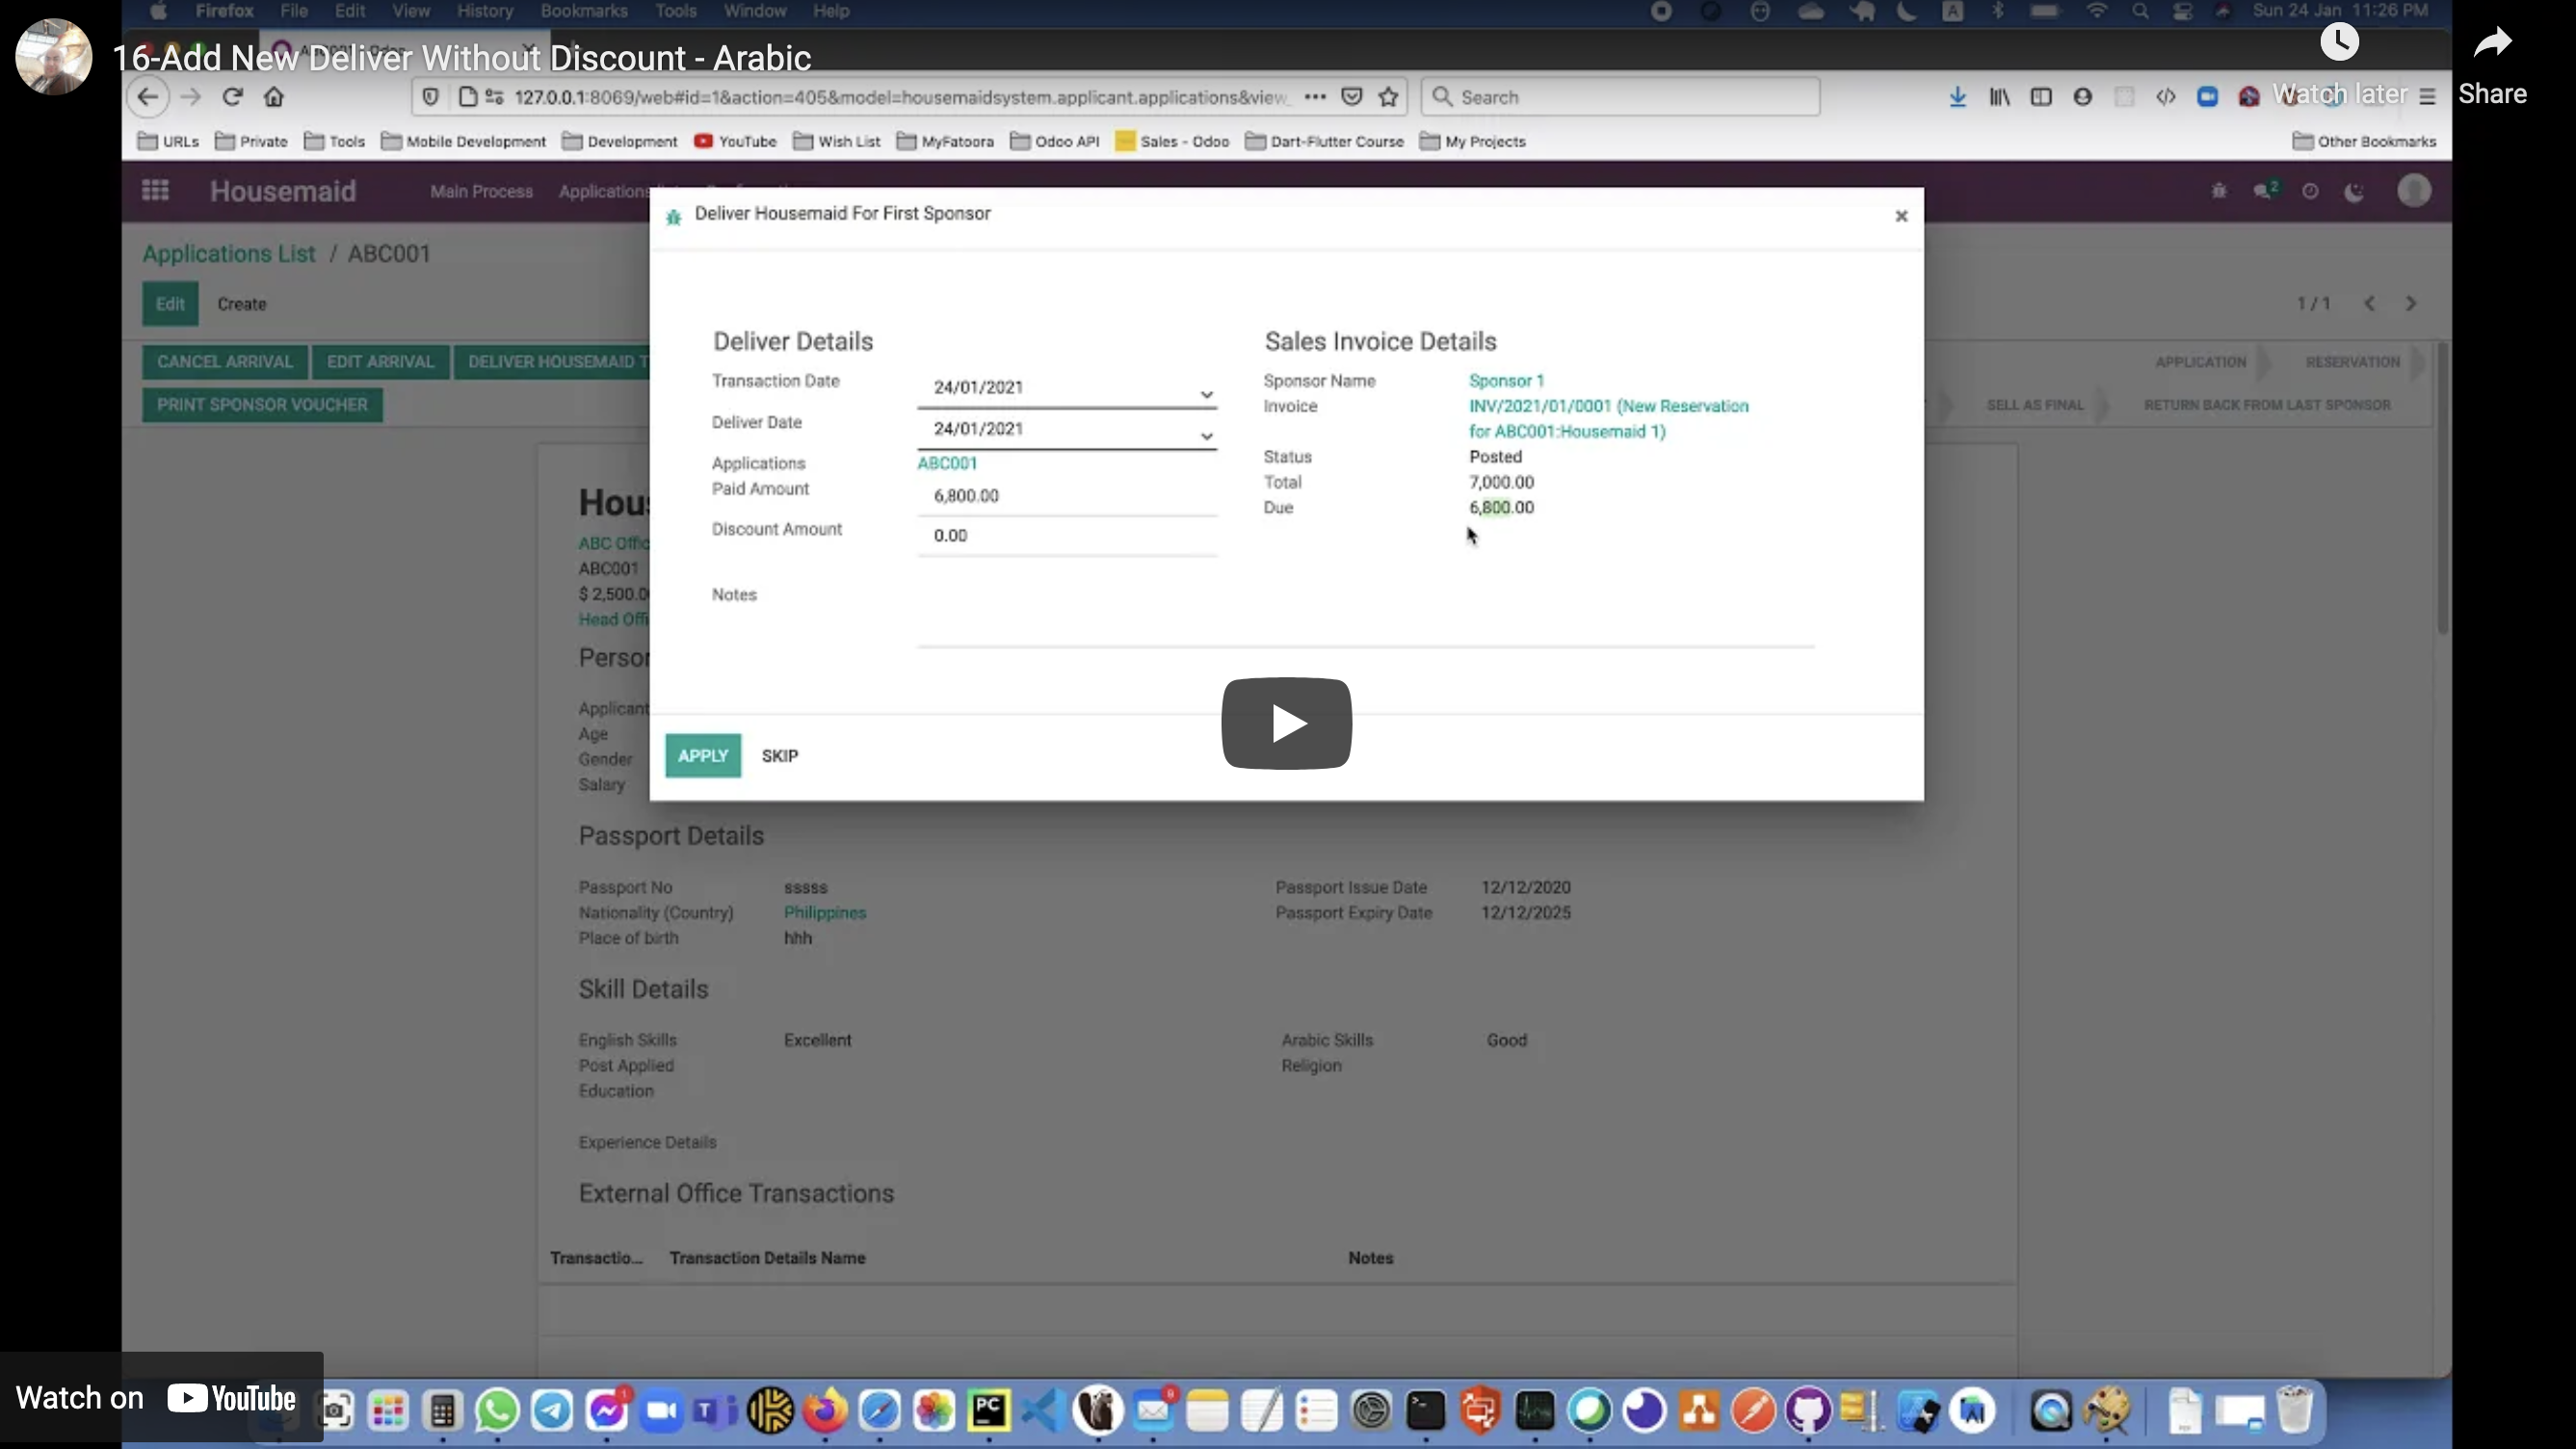 Firefox File Edit View History Bookmarks Tools Window Help
Sun 24 Jan 11:26 PM
16-Add New Deliver Without Discount - Arabic
127.0.0.1:8069/web#id=1&action=405&model=housemaidsystem.applicant.applications&view_
Search
Watch later
Share
URLs Private Tools Mobile Development Development YouTube Wish List MyFatoora Odoo API Sales - Odoo Dart-Flutter Course My Projects Other Bookmarks
Housemaid Main Process Applications
2
Deliver Housemaid For First Sponsor
Applications List / ABC001
Edit Create
1 / 1
CANCEL ARRIVAL EDIT ARRIVAL DELIVER HOUSEMAID T
APPLICATION RESERVATION
PRINT SPONSOR VOUCHER
SELL AS FINAL RETURN BACK FROM LAST SPONSOR
Deliver Details
Transaction Date 24/01/2021
Deliver Date 24/01/2021
Applications ABC001
Paid Amount 6,800.00
Discount Amount 0.00
Sales Invoice Details
Sponsor Name Sponsor 1
Invoice INV/2021/01/0001 (New Reservation
for ABC001:Housemaid 1)
Status Posted
Total 7,000.00
Due 6,800.00
Notes
APPLY SKIP
Hous
ABC Offic
ABC001
$ 2,500.0
Head Offi
Person
Applicant
Age
Gender
Salary
Passport Details
Passport No sssss
Nationality (Country) Philippines
Place of birth hhh
Passport Issue Date 12/12/2020
Passport Expiry Date 12/12/2025
Skill Details
English Skills Excellent
Post Applied
Education
Arabic Skills Good
Religion
Experience Details
External Office Transactions
Transactio... Transaction Details Name Notes
Watch on YouTube
PC